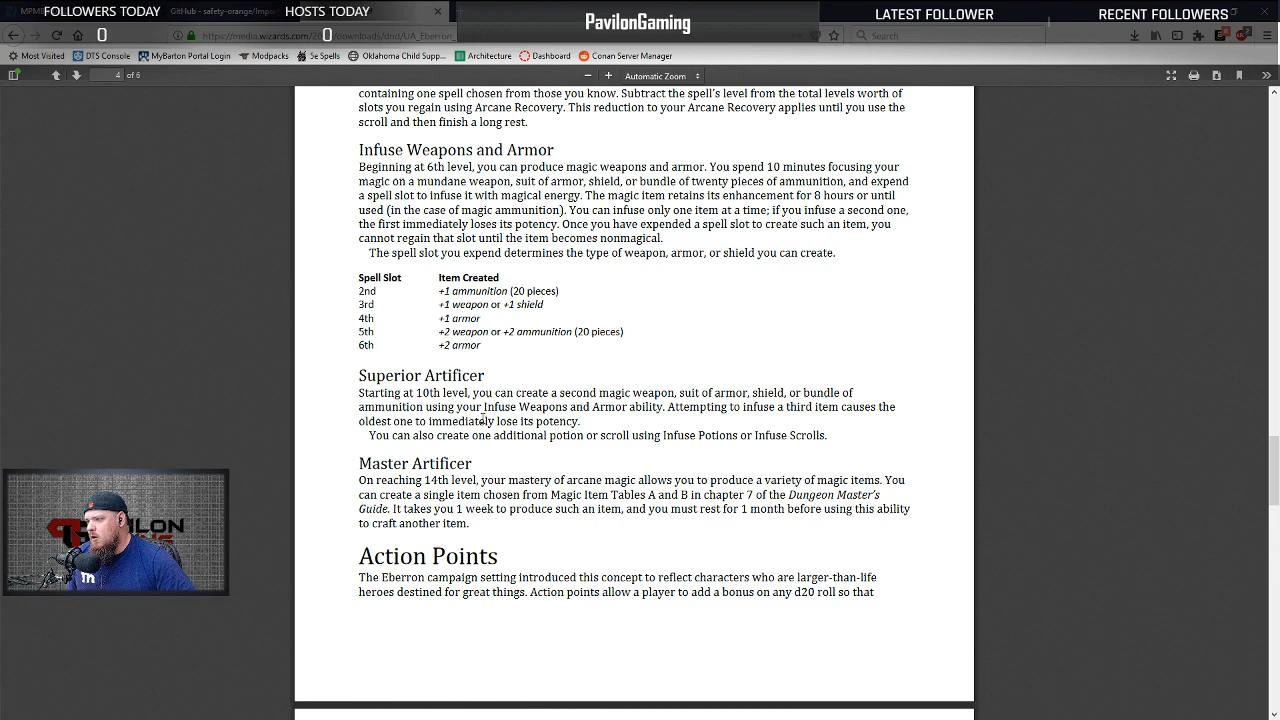 FOLLOWERS TODAY
HOSTS TODAY
PavilonGaming
LATEST FOLLOWER
RECENT FOLLOWERS
0
0
MPM
GitHub - safety-orange/Impor
https://media.wizards.com/20 /downloads/dnd/UA_Eberron_
Search
Most Visited
DTS Console
MyBarton Portal Login
Modpacks
5e Spells
Oklahoma Child Supp...
Architecture
Dashboard
Conan Server Manager
4 of 6
Automatic Zoom
containing one spell chosen from those you know. Subtract the spell's level from the total levels worth of
slots you regain using Arcane Recovery. This reduction to your Arcane Recovery applies until you use the
scroll and then finish a long rest.
Infuse Weapons and Armor
Beginning at 6th level, you can produce magic weapons and armor. You spend 10 minutes focusing your
magic on a mundane weapon, suit of armor, shield, or bundle of twenty pieces of ammunition, and expend
a spell slot to infuse it with magical energy. The magic item retains its enhancement for 8 hours or until
used (in the case of magic ammunition). You can infuse only one item at a time; if you infuse a second one,
the first immediately loses its potency. Once you have expended a spell slot to create such an item, you
cannot regain that slot until the item becomes nonmagical.
The spell slot you expend determines the type of weapon, armor, or shield you can create.
Spell Slot Item Created
2nd +1 ammunition (20 pieces)
3rd +1 weapon or +1 shield
4th +1 armor
5th +2 weapon or +2 ammunition (20 pieces)
6th +2 armor
Superior Artificer
Starting at 10th level, you can create a second magic weapon, suit of armor, shield, or bundle of
ammunition using your Infuse Weapons and Armor ability. Attempting to infuse a third item causes the
oldest one to immediately lose its potency.
You can also create one additional potion or scroll using Infuse Potions or Infuse Scrolls.
Master Artificer
On reaching 14th level, your mastery of arcane magic allows you to produce a variety of magic items. You
can create a single item chosen from Magic Item Tables A and B in chapter 7 of the Dungeon Master's
Guide. It takes you 1 week to produce such an item, and you must rest for 1 month before using this ability
to craft another item.
Action Points
The Eberron campaign setting introduced this concept to reflect characters who are larger-than-life
heroes destined for great things. Action points allow a player to add a bonus on any d20 roll so that